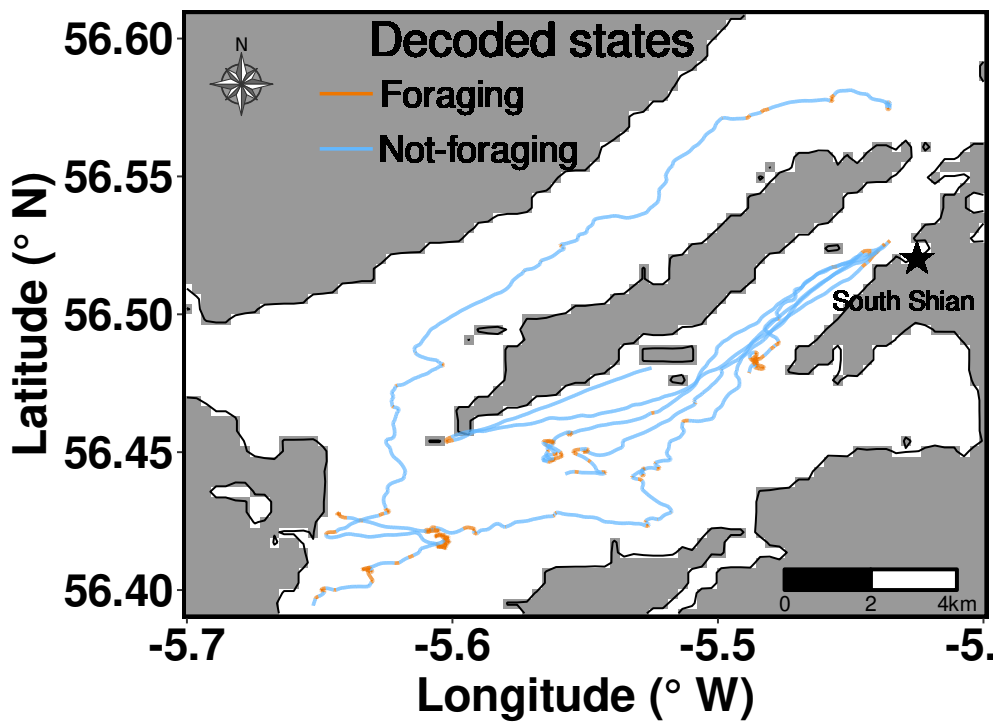 N
Decoded states
Foraging
Not-foraging
56.60
56.55
56.50
56.45
56.40
Latitude (° N)
South Shian
0 2 4km
-5.7 -5.6 -5.5 -5.
Longitude (° W)